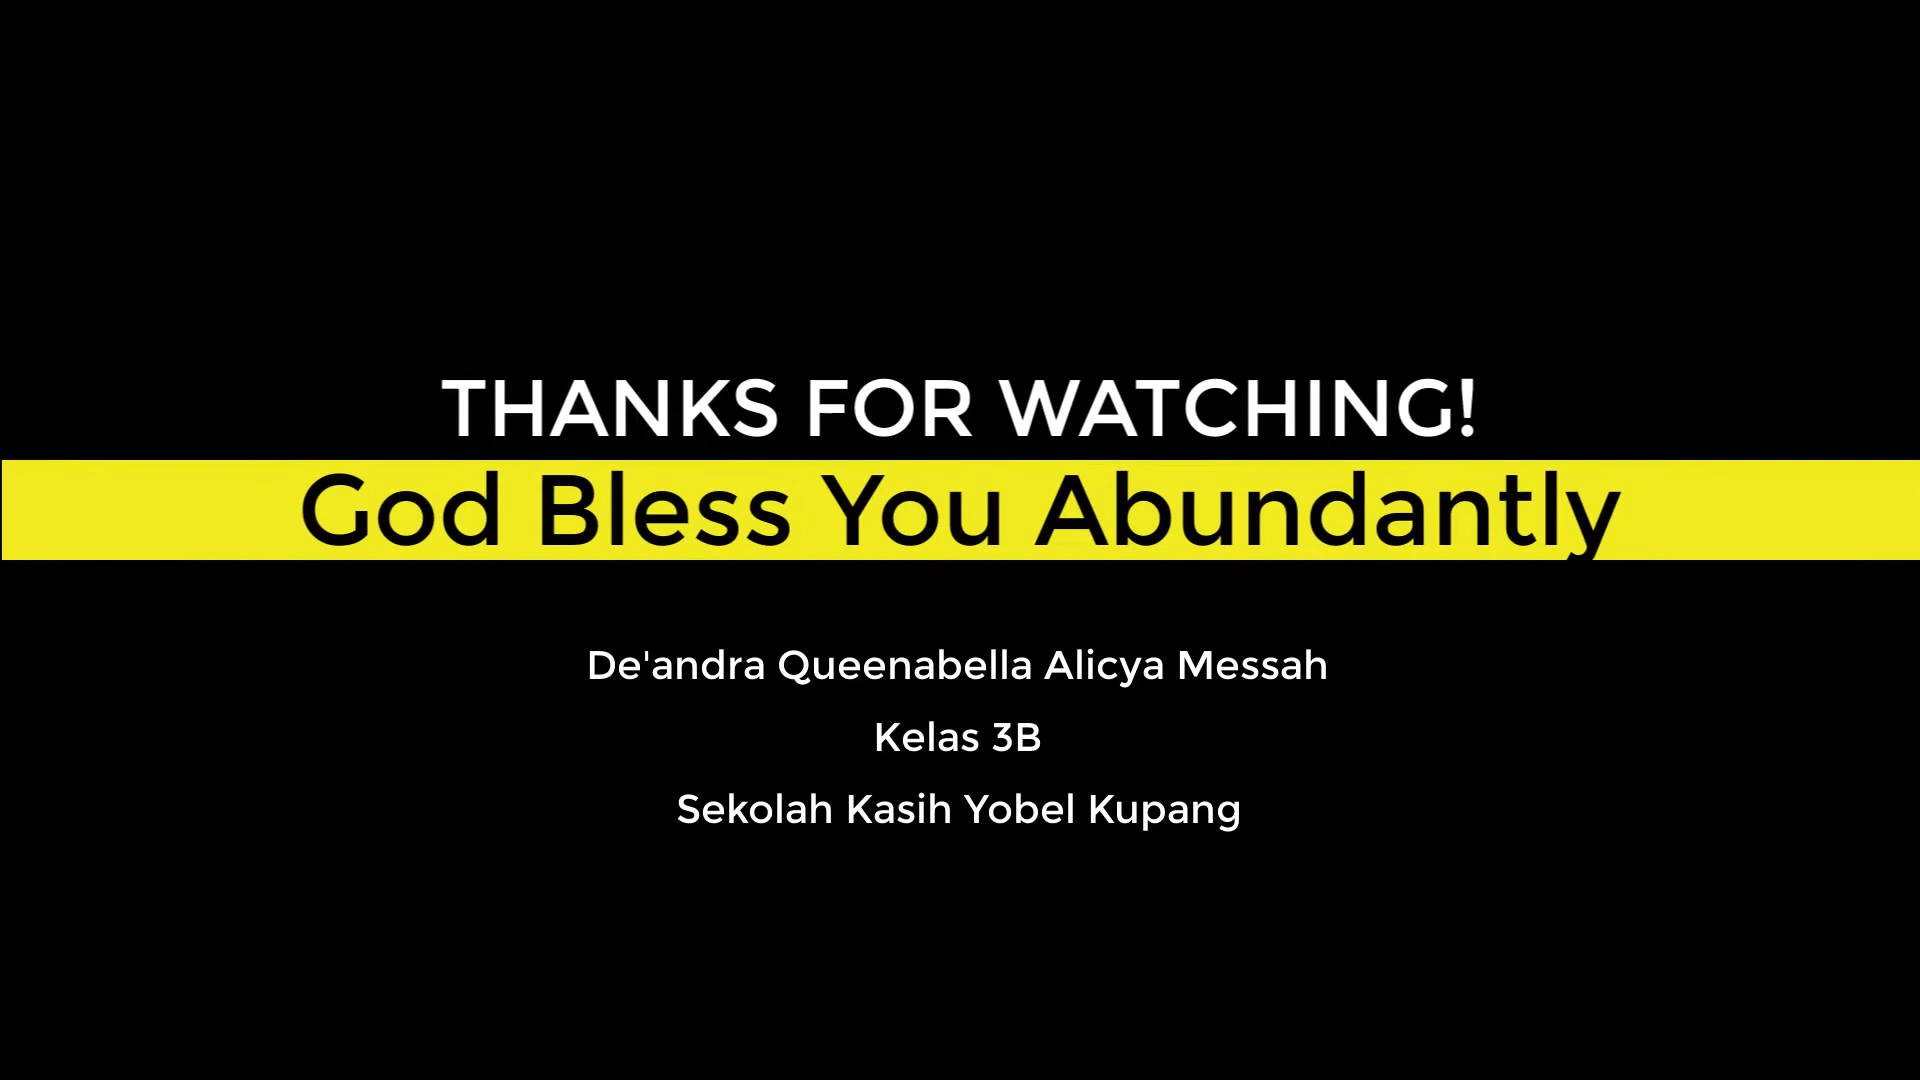 THANKS FOR WATCHING!
God Bless You Abundantly
De'andra Queenabella Alicya Messah
Kelas 3B
Sekolah Kasih Yobel Kupang